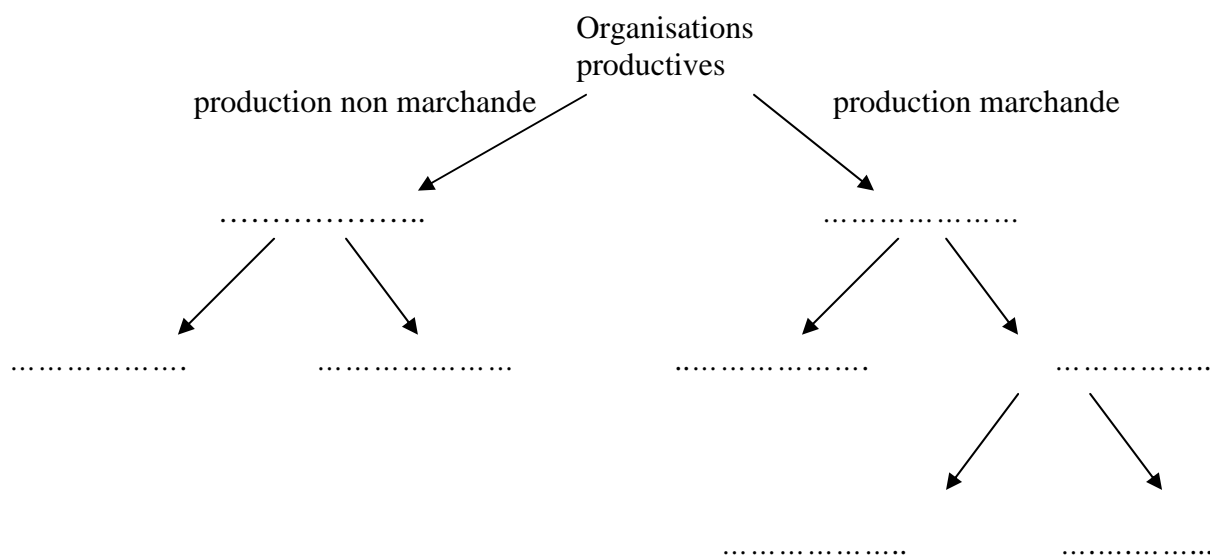 Organisations
productives
production non marchande
production marchande
………………….. …………………
………………. ………………… ..……………. ……………..
……………….. ….….……...